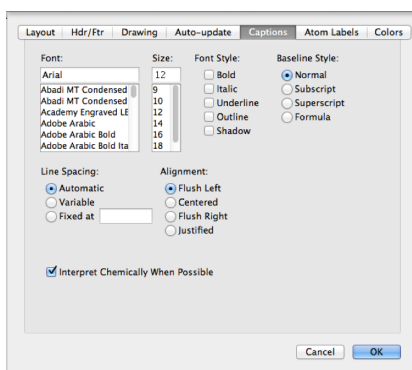 Layout Hdr/Ftr Drawing Auto-update Captions Atom Labels Colors
Font: Size: Font Style: Baseline Style:
Arial 12 Bold Normal
Abadi MT Condensed 9 Italic Subscript
Abadi MT Condensed 10 Underline Superscript
Academy Engraved LE 12 Outline Formula
Adobe Arabic 14 Shadow
Adobe Arabic Bold 16
Adobe Arabic Bold Ita 18
Line Spacing: Alignment:
Automatic Flush Left
Variable Centered
Fixed at Flush Right
Justified
Interpret Chemically When Possible
Cancel OK